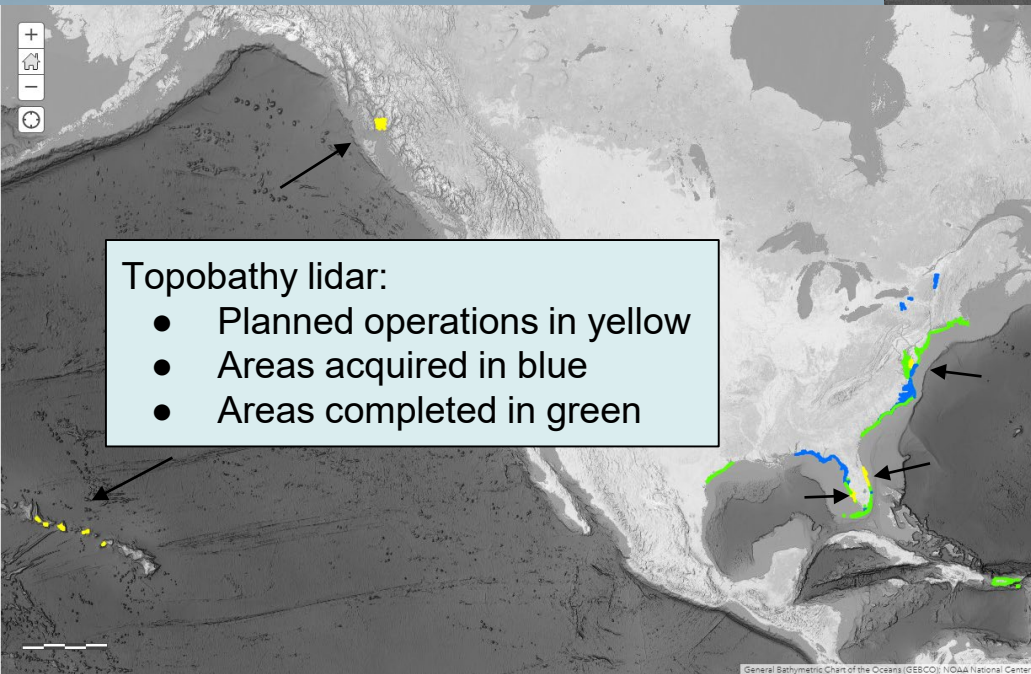 +
−
Topobathy lidar:
● Planned operations in yellow
● Areas acquired in blue
● Areas completed in green
General Bathymetric Chart of the Oceans (GEBCO); NOAA National Center